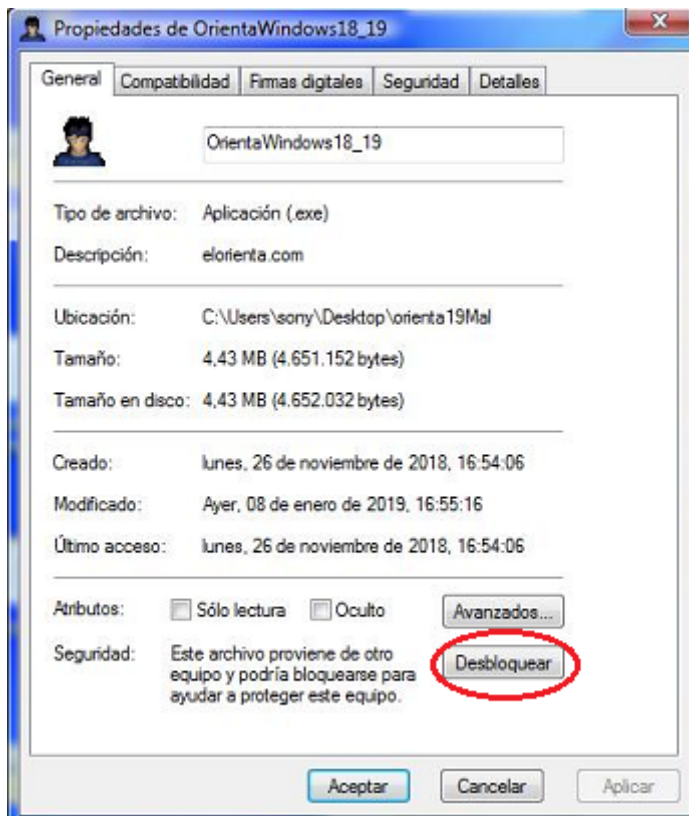 Propiedades de OrientaWindows18_19
General Compatibilidad Firmas digitales Seguridad Detalles
OrientaWindows18_19
Tipo de archivo: Aplicación (.exe)
Descripción: elorienta.com
Ubicación: C:\Users\sony\Desktop\orienta19Mal
Tamaño: 4,43 MB (4.651.152 bytes)
Tamaño en disco: 4,43 MB (4.652.032 bytes)
Creado: lunes, 26 de noviembre de 2018, 16:54:06
Modificado: Ayer, 08 de enero de 2019, 16:55:16
Último acceso: lunes, 26 de noviembre de 2018, 16:54:06
Atributos: Sólo lectura Oculto Avanzados...
Seguridad: Este archivo proviene de otro
equipo y podría bloquearse para
ayudar a proteger este equipo.
Desbloquear
Aceptar Cancelar Aplicar